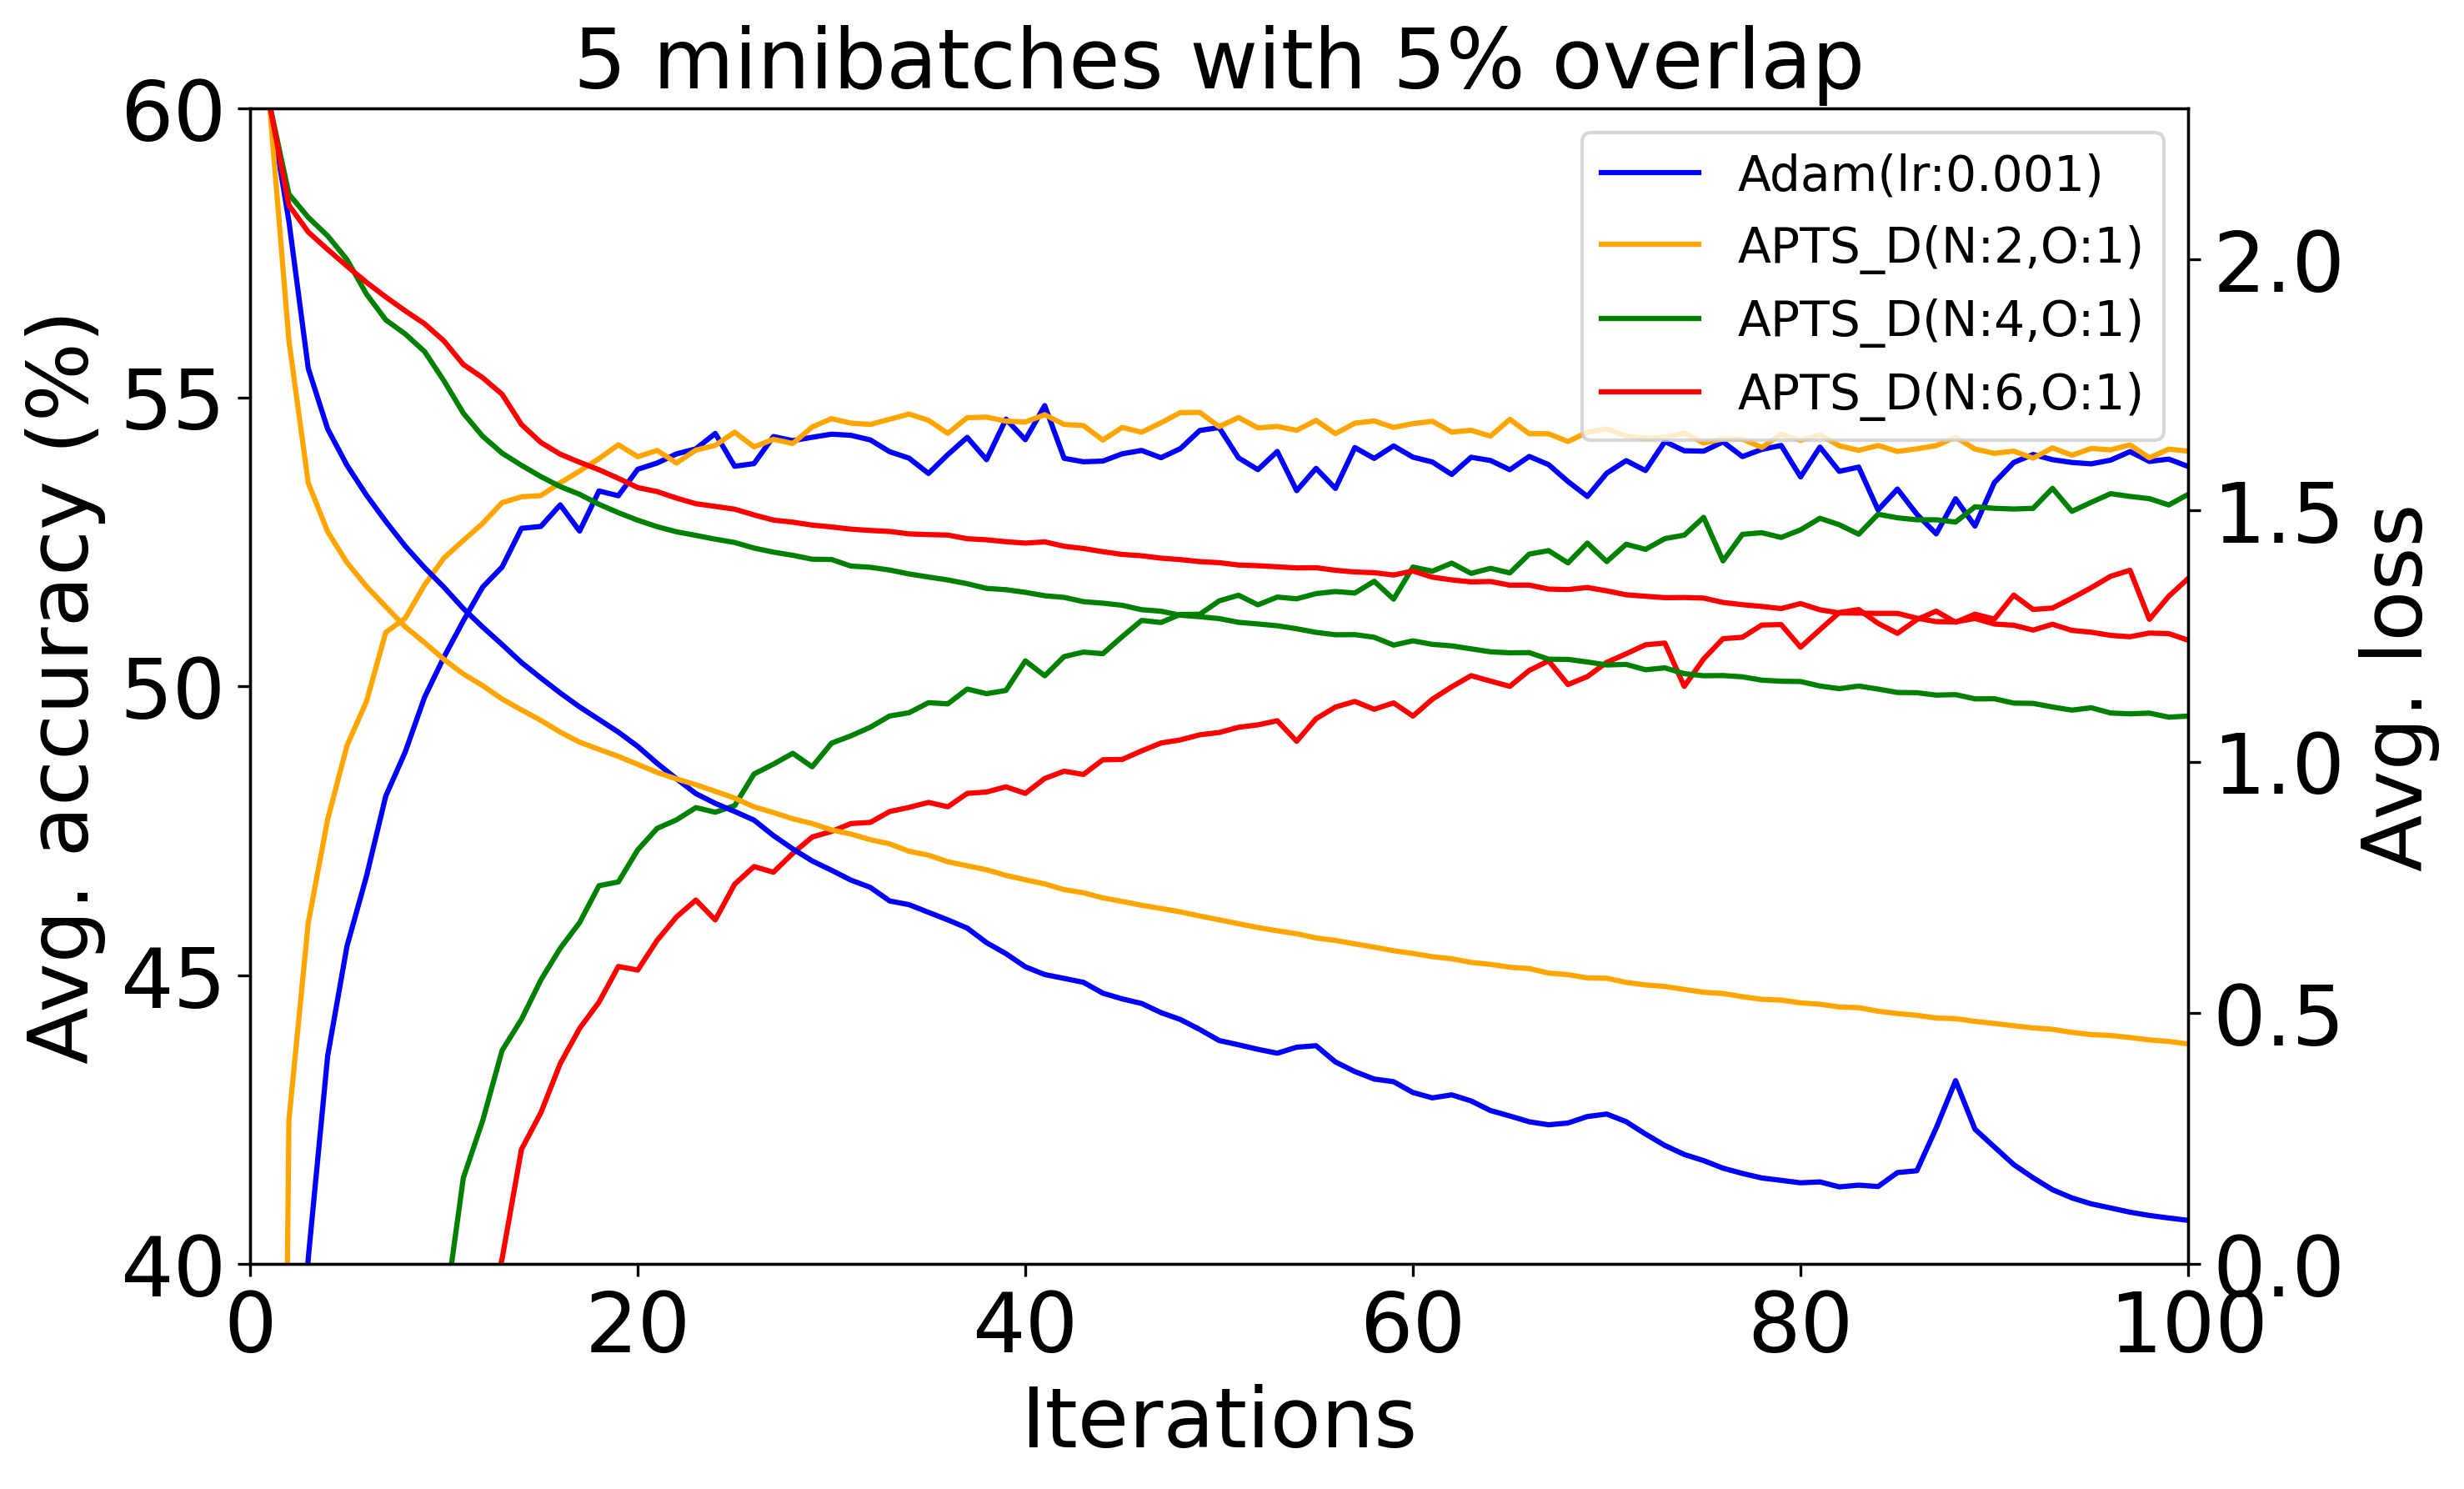 5 minibatches with 5% overlap
Avg. accuracy (%)
60
55
50
45
40
Adam(lr:0.001)
APTS_D(N:2,O:1)
APTS_D(N:4,O:1)
APTS_D(N:6,O:1)
2.0
1.5
1.0
0.5
0.0
Avg. loss
0
20
40
60
80
100
Iterations